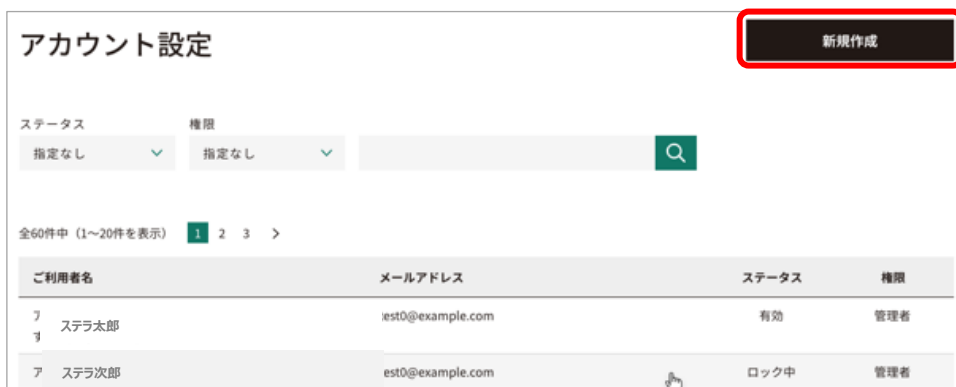 アカウント設定
新規作成
ステータス
権限
指定なし
指定なし
全60件中（1～20件を表示）
1 2 3 >
ご利用者名 メールアドレス ステータス 権限
ステラ太郎 est0@example.com 有効 管理者
ア ステラ次郎 est0@example.com ロック中 管理者